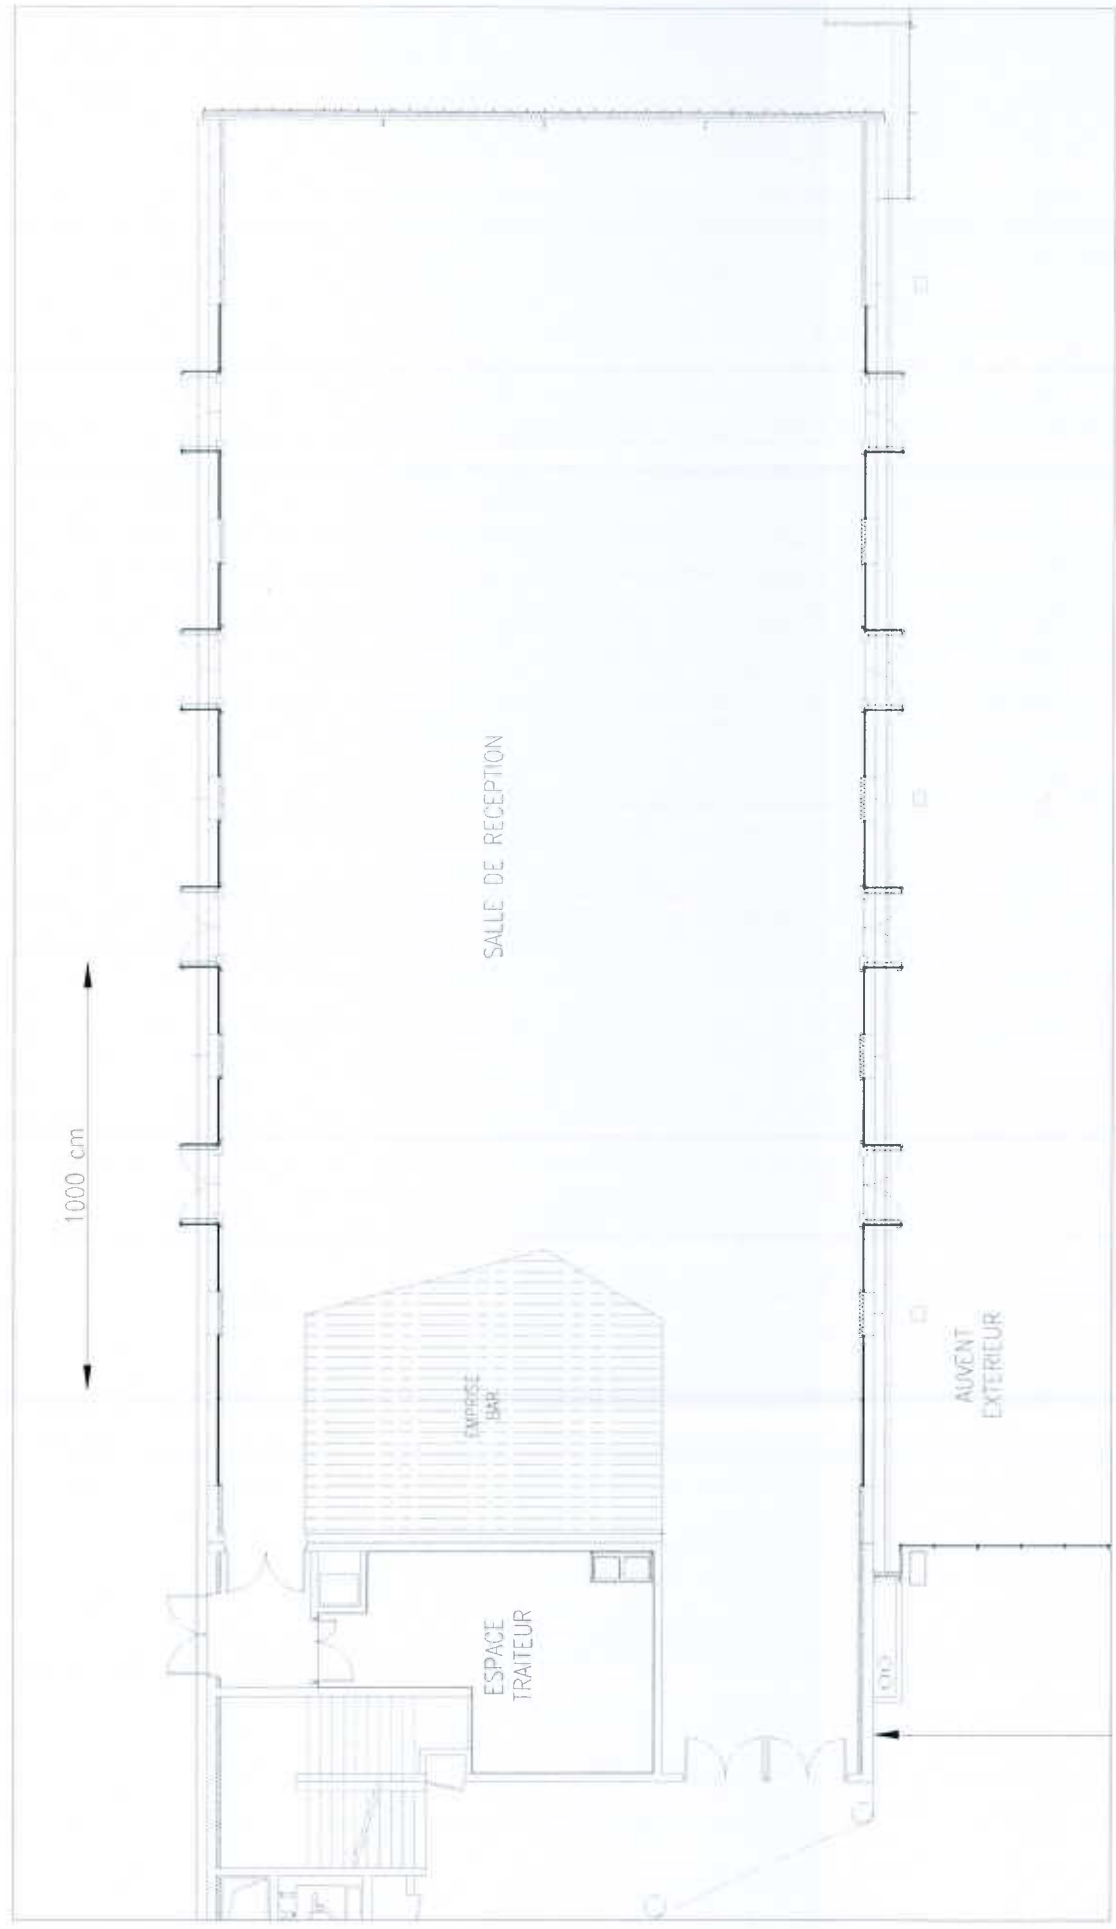 1000 cm
SALLE DE RECEPTION
EMPRISE
BAR
ESPACE
TRAITEUR
AUVENT
EXTERIEUR